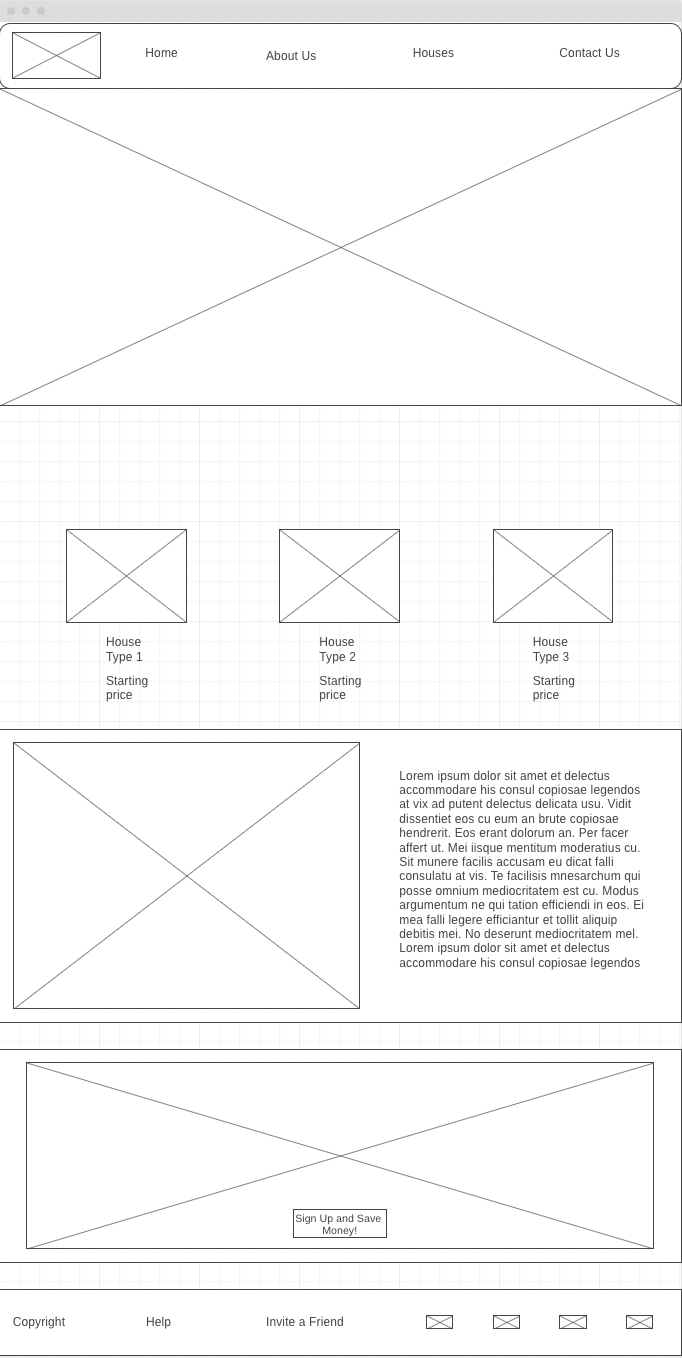 Home
About Us
Houses
Contact Us
House
Type 1
Starting
price
House
Type 2
Starting
price
House
Type 3
Starting
price
Lorem ipsum dolor sit amet et delectus
accommodare his consul copiosae legendos
at vix ad putent delectus delicata usu. Vidit
dissentiet eos cu eum an brute copiosae
hendrerit. Eos erant dolorum an. Per facer
affert ut. Mei iisque mentitum moderatius cu.
Sit munere facilis accusam eu dicat falli
consulatu at vis. Te facilisis mnesarchum qui
posse omnium mediocritatem est cu. Modus
argumentum ne qui tation efficiendi in eos. Ei
mea falli legere efficiantur et tollit aliquip
debitis mei. No deserunt mediocritatem mel.
Lorem ipsum dolor sit amet et delectus
accommodare his consul copiosae legendos
Sign Up and Save
Money!
Copyright
Help
Invite a Friend